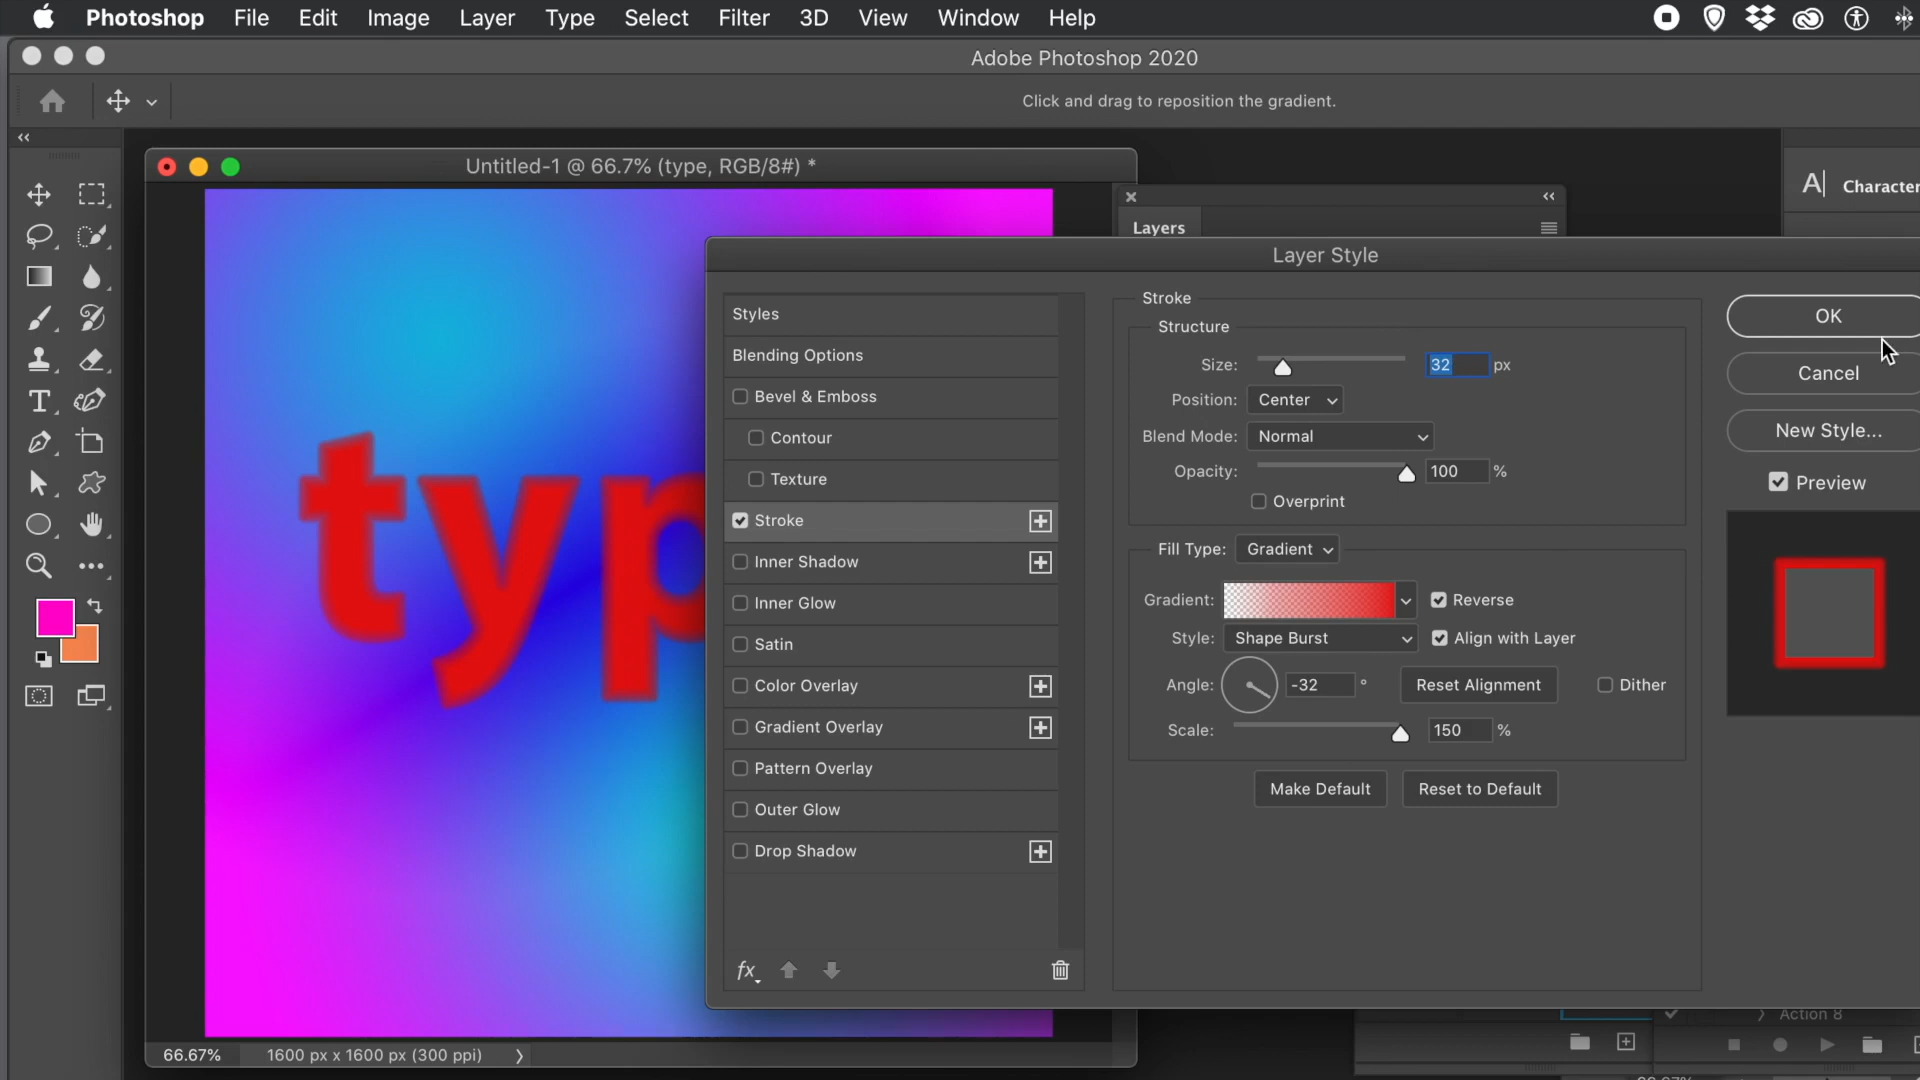 Photoshop File Edit Image Layer Type Select Filter 3D View Window Help
Adobe Photoshop 2020
Click and drag to reposition the gradient.
Untitled-1 @ 66.7% (type, RGB/8#) *
Layers
Layer Style
Styles
Blending Options
Bevel & Emboss
Contour
Texture
Stroke
Inner Shadow
Inner Glow
Satin
Color Overlay
Gradient Overlay
Pattern Overlay
Outer Glow
Drop Shadow
fx
Stroke
Structure
Size: 32 px
Position: Center
Blend Mode: Normal
Opacity: 100 %
Overprint
Fill Type: Gradient
Gradient: Reverse
Style: Shape Burst Align with Layer
Angle: -32 ° Reset Alignment Dither
Scale: 150 %
Make Default Reset to Default
OK
Cancel
New Style...
Preview
A| Character
typ
Action 8
66.67% 1600 px x 1600 px (300 ppi)